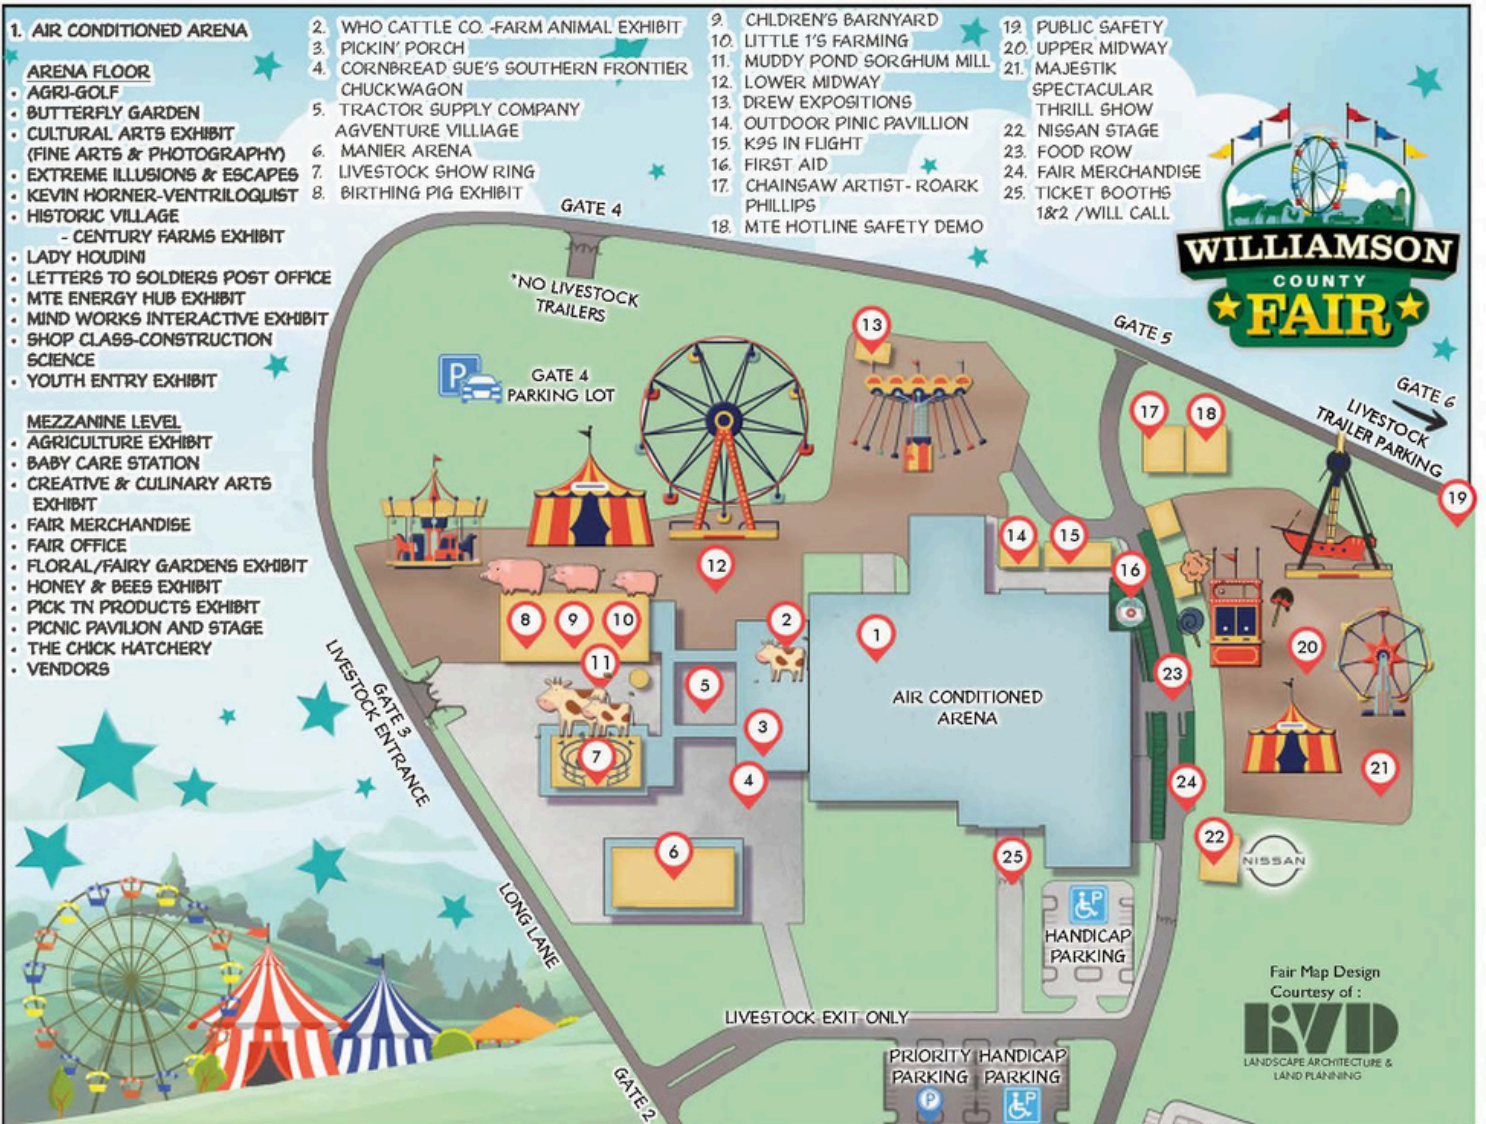 1. AIR CONDITIONED ARENA
ARENA FLOOR
• AGRI-GOLF
• BUTTERFLY GARDEN
• CULTURAL ARTS EXHIBIT
(FINE ARTS & PHOTOGRAPHY)
• EXTREME ILLUSIONS & ESCAPES
• KEVIN HORNER-VENTRILOQUIST
• HISTORIC VILLAGE
- CENTURY FARMS EXHIBIT
• LADY HOUDINI
• LETTERS TO SOLDIERS POST OFFICE
• MTE ENERGY HUB EXHIBIT
• MIND WORKS INTERACTIVE EXHIBIT
• SHOP CLASS-CONSTRUCTION
SCIENCE
• YOUTH ENTRY EXHIBIT
MEZZANINE LEVEL
• AGRICULTURE EXHIBIT
• BABY CARE STATION
• CREATIVE & CULINARY ARTS
EXHIBIT
• FAIR MERCHANDISE
• FAIR OFFICE
• FLORAL/FAIRY GARDENS EXHIBIT
• HONEY & BEES EXHIBIT
• PICK TN PRODUCTS EXHIBIT
• PICNIC PAVILION AND STAGE
• THE CHICK HATCHERY
• VENDORS
2. WHO CATTLE CO. -FARM ANIMAL EXHIBIT
3. PICKIN' PORCH
4. CORNBREAD SUE'S SOUTHERN FRONTIER
CHUCKWAGON
5. TRACTOR SUPPLY COMPANY
AGVENTURE VILLIAGE
6. MANIER ARENA
7. LIVESTOCK SHOW RING
8. BIRTHING PIG EXHIBIT
9. CHLDREN'S BARNYARD
10. LITTLE 1'S FARMING
11. MUDDY POND SORGHUM MILL
12. LOWER MIDWAY
13. DREW EXPOSITIONS
14. OUTDOOR PINIC PAVILLION
15. K9S IN FLIGHT
16. FIRST AID
17. CHAINSAW ARTIST- ROARK
PHILLIPS
18. MTE HOTLINE SAFETY DEMO
19. PUBLIC SAFETY
20. UPPER MIDWAY
21. MAJESTIK
SPECTACULAR
THRILL SHOW
22. NISSAN STAGE
23. FOOD ROW
24. FAIR MERCHANDISE
25. TICKET BOOTHS
1&2 /WILL CALL
WILLIAMSON
COUNTY
FAIR
GATE 4
*NO LIVESTOCK
TRAILERS
P
GATE 4
PARKING LOT
GATE 5
GATE 6
LIVESTOCK
TRAILER PARKING
13
17
18
19
14
15
16
12
8
9
10
2
1
11
5
20
23
AIR CONDITIONED
ARENA
3
7
4
21
24
6
25
22
NISSAN
GATE 3
LIVESTOCK ENTRANCE
LONG LANE
P
HANDICAP
PARKING
LIVESTOCK EXIT ONLY
PRIORITY
PARKING
P
HANDICAP
PARKING
P
GATE 2
Fair Map Design
Courtesy of :
RVD
LANDSCAPE ARCHITECTURE &
LAND PLANNING